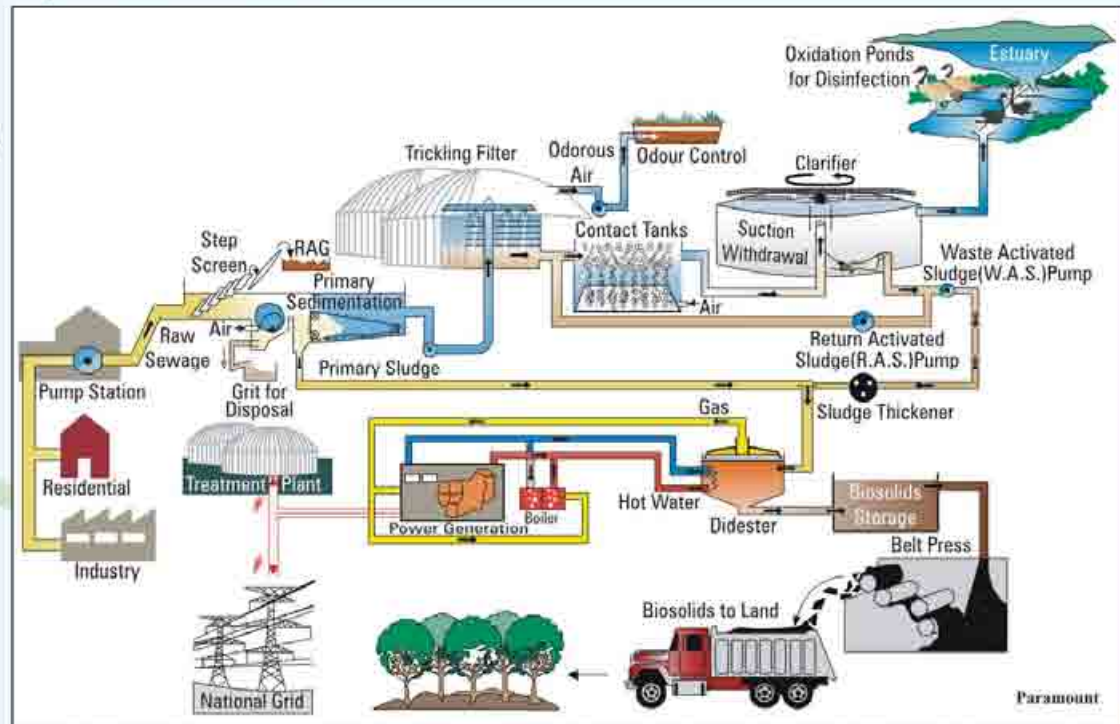 Oxidation Ponds
for Disinfection
Estuary
Trickling Filter
Odorous
Air
Odour Control
Clarifier
Step
Screen
RAG
Contact Tanks
Suction
Withdrawal
Waste Activated
Sludge(W.A.S.)Pump
Primary
Sedimentation
Air
Air
Raw
Sewage
Return Activated
Sludge(R.A.S.)Pump
Pump Station
Primary Sludge
Grit for
Disposal
Sludge Thickener
Gas
Treatment Plant
Residential
Hot Water
Power Generation
Boiler
Didester
Biosolids
Storage
Belt Press
Industry
Biosolids to Land
National Grid
Paramount